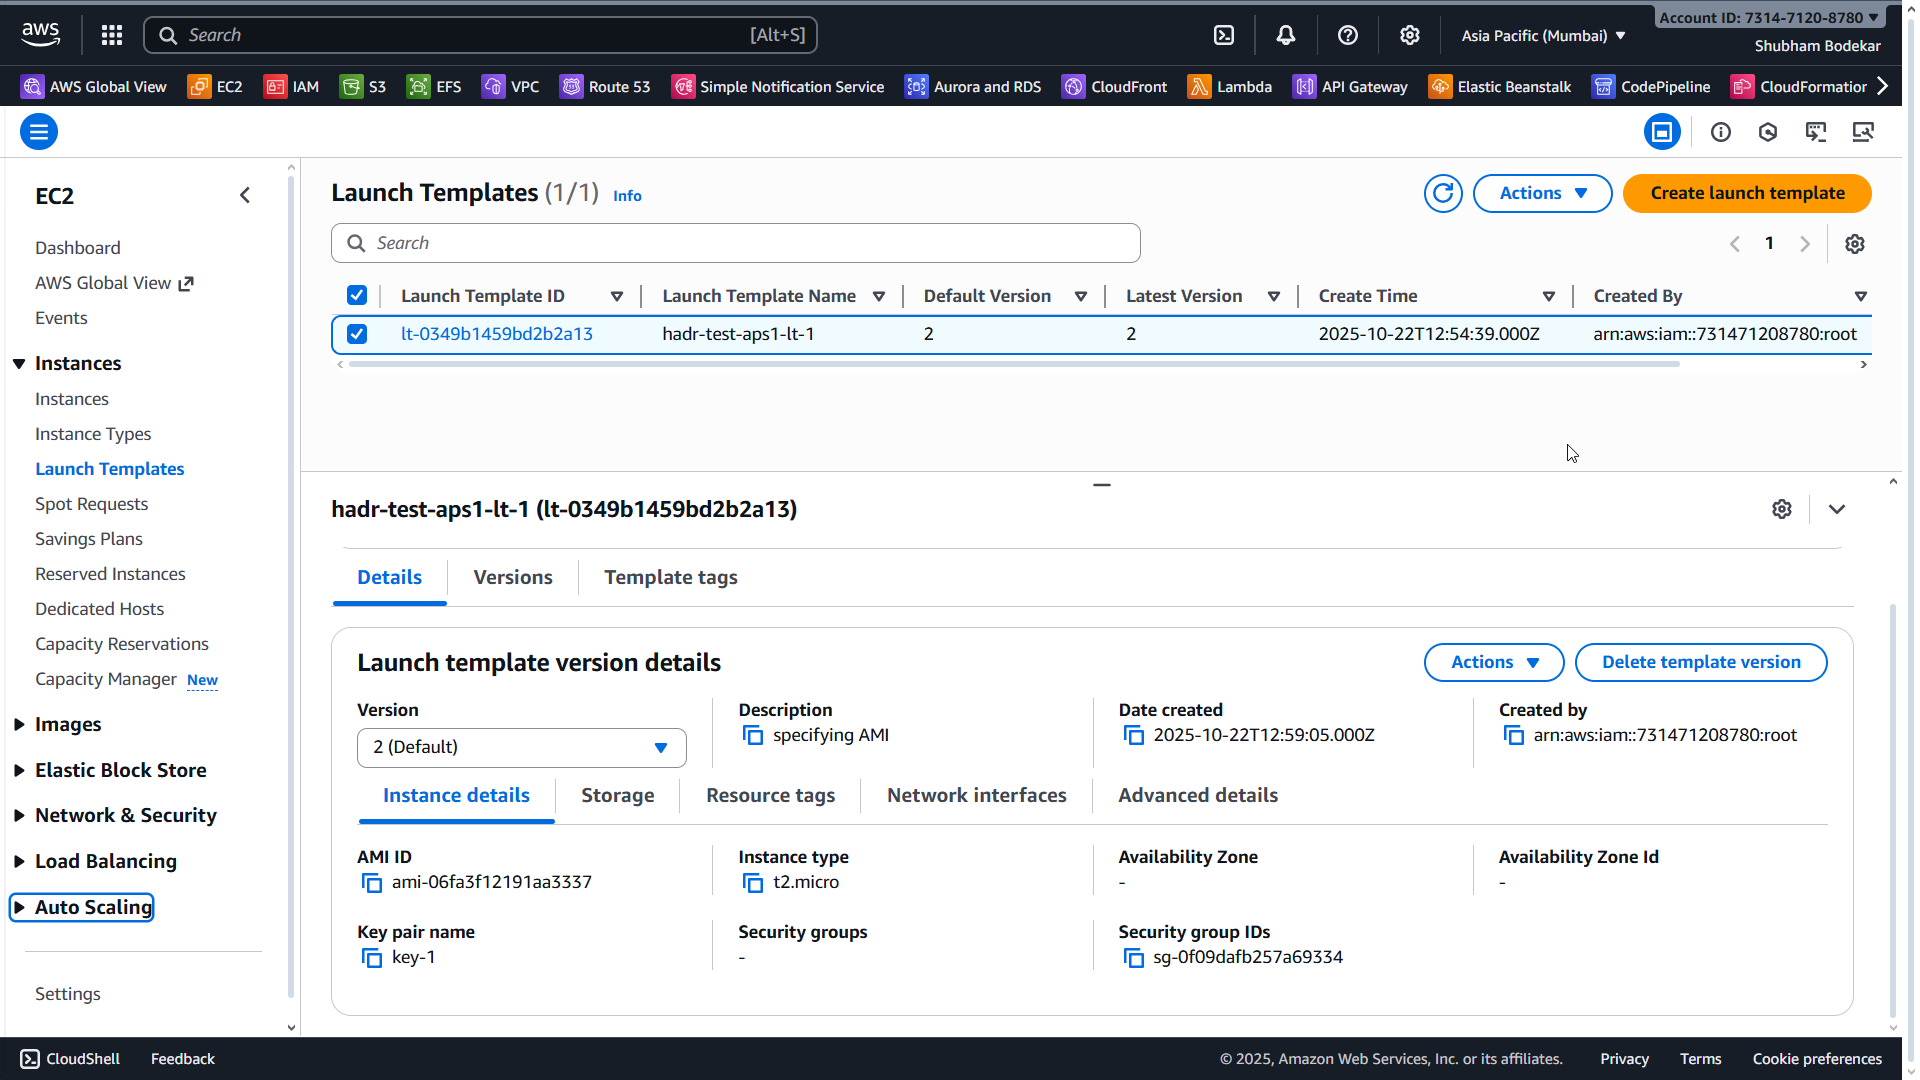 aws
Search
[Alt+S]
Asia Pacific (Mumbai)
Account ID: 7314-7120-8780
Shubham Bodekar
AWS Global View
EC2
IAM
S3
EFS
VPC
Route 53
Simple Notification Service
Aurora and RDS
CloudFront
Lambda
API Gateway
Elastic Beanstalk
CodePipeline
CloudFormation
EC2
Dashboard
AWS Global View
Events
Instances
Instances
Instance Types
Launch Templates
Spot Requests
Savings Plans
Reserved Instances
Dedicated Hosts
Capacity Reservations
Capacity Manager New
Images
Elastic Block Store
Network & Security
Load Balancing
Auto Scaling
Settings
Launch Templates (1/1) Info
Actions
Create launch template
Search
1
Launch Template ID Launch Template Name Default Version Latest Version Create Time Created By
lt-0349b1459bd2b2a13 hadr-test-aps1-lt-1 2 2 2025-10-22T12:54:39.000Z arn:aws:iam::731471208780:root
hadr-test-aps1-lt-1 (lt-0349b1459bd2b2a13)
Details Versions Template tags
Launch template version details
Actions
Delete template version
Version Description Date created Created by
2 (Default) specifying AMI 2025-10-22T12:59:05.000Z arn:aws:iam::731471208780:root
Instance details Storage Resource tags Network interfaces Advanced details
AMI ID Instance type Availability Zone Availability Zone Id
ami-06fa3f12191aa3337 t2.micro - -
Key pair name Security groups Security group IDs
key-1 - sg-0f09dafb257a69334
CloudShell Feedback
© 2025, Amazon Web Services, Inc. or its affiliates. Privacy Terms Cookie preferences